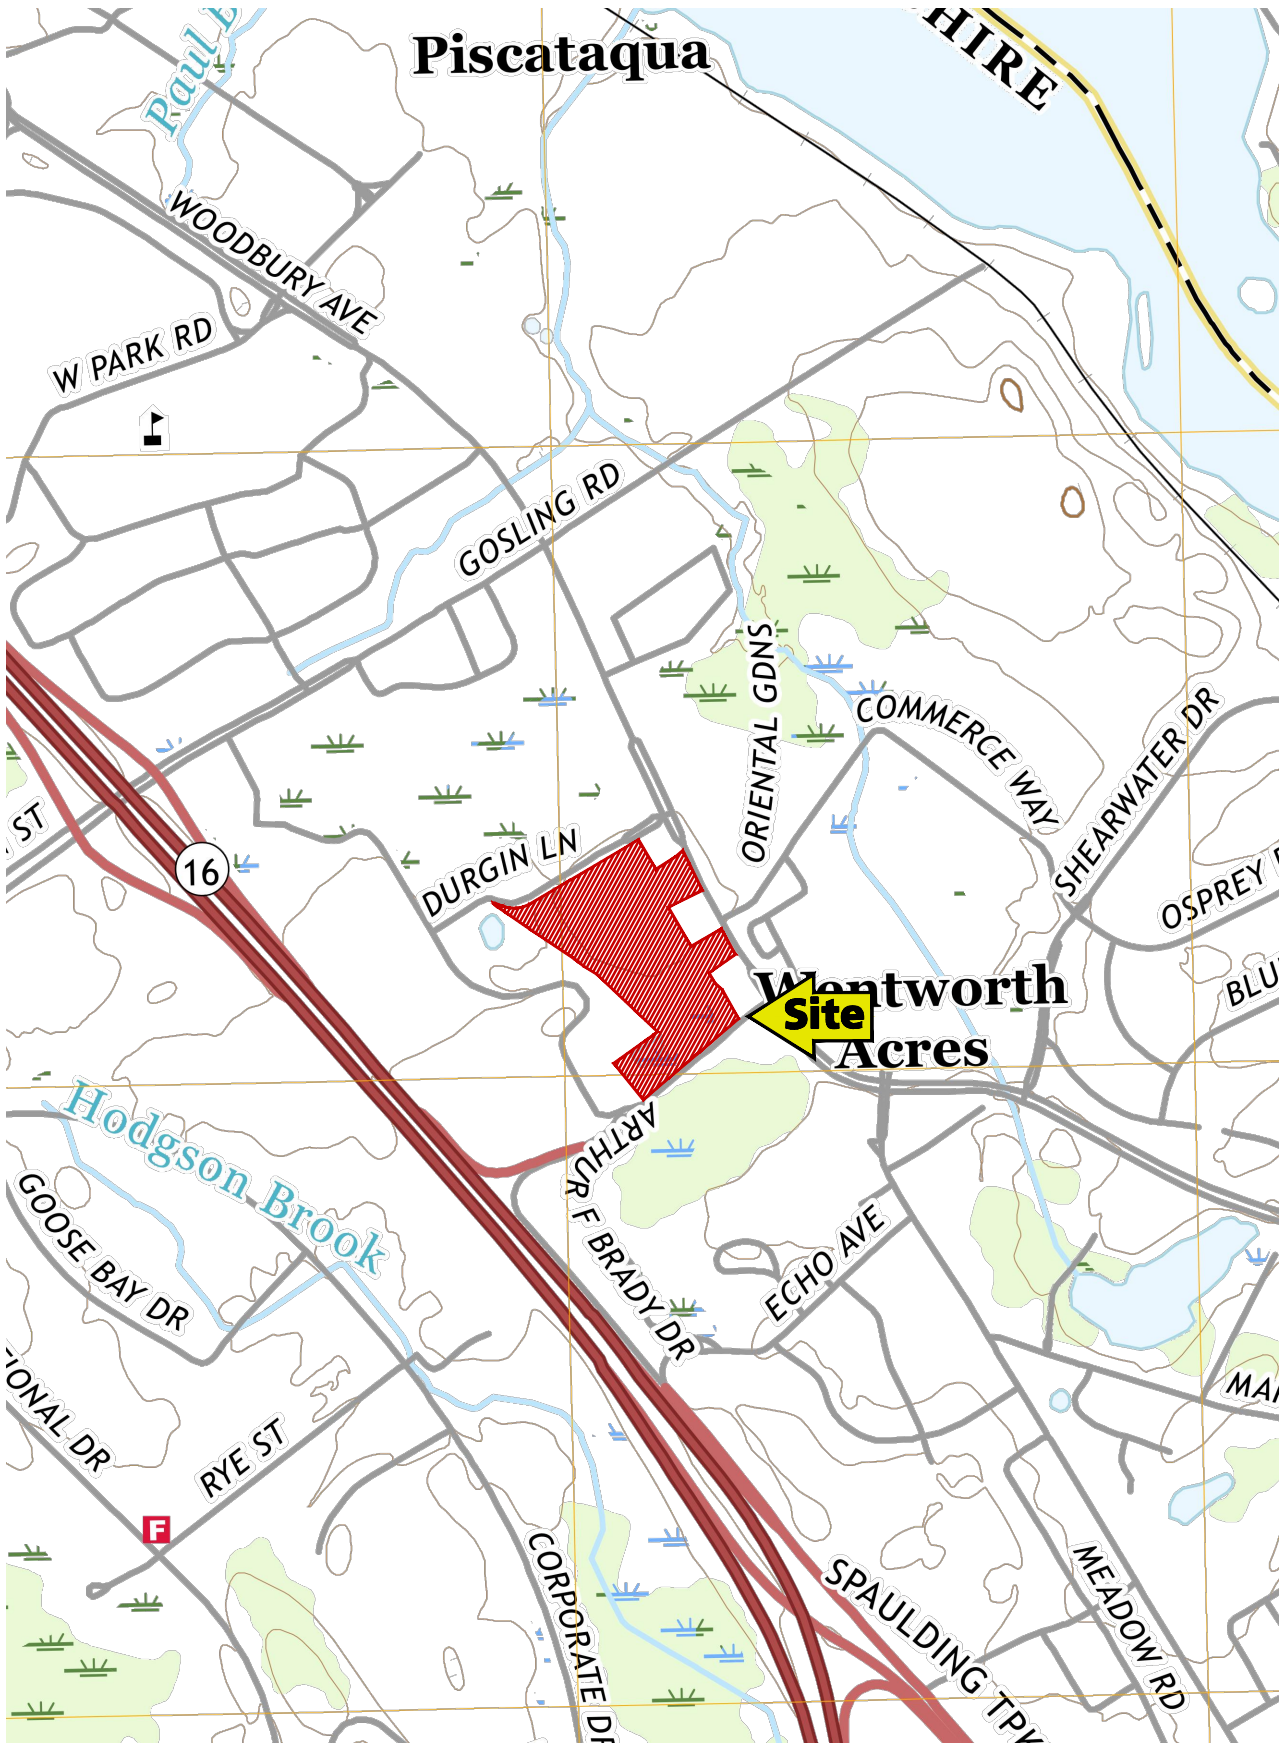 Piscataqua
HIRE
Paul B
WOODBURY AVE
W PARK RD
GOSLING RD
ORIENTAL GDNS
COMMERCE WAY
SHEARWATER DR
ST
16
DURGIN LN
OSPREY
BLU
Wentworth
Acres
Site
Hodgson Brook
ARTHUR F BRADY DR
GOOSE BAY DR
ECHO AVE
IONAL DR
RYE ST
MAI
F
CORPORATE DR
SPAULDING TPK
MEADOW RD